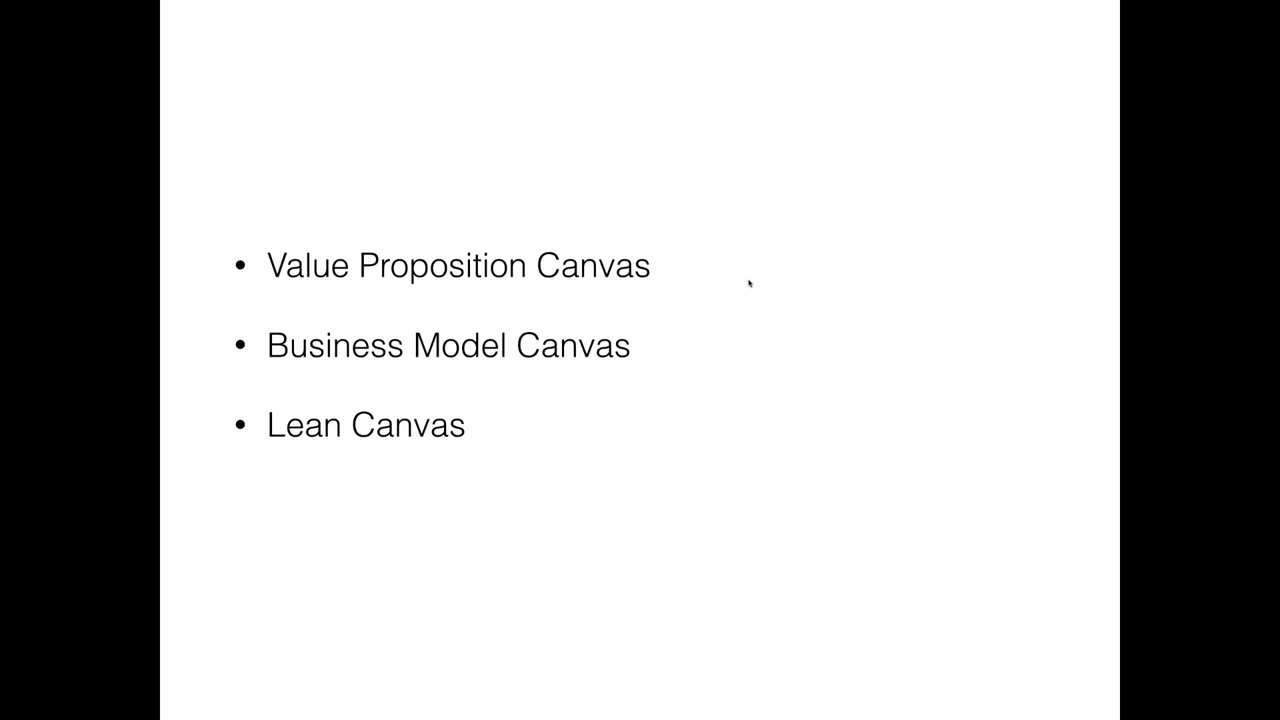 • Value Proposition Canvas
• Business Model Canvas
• Lean Canvas